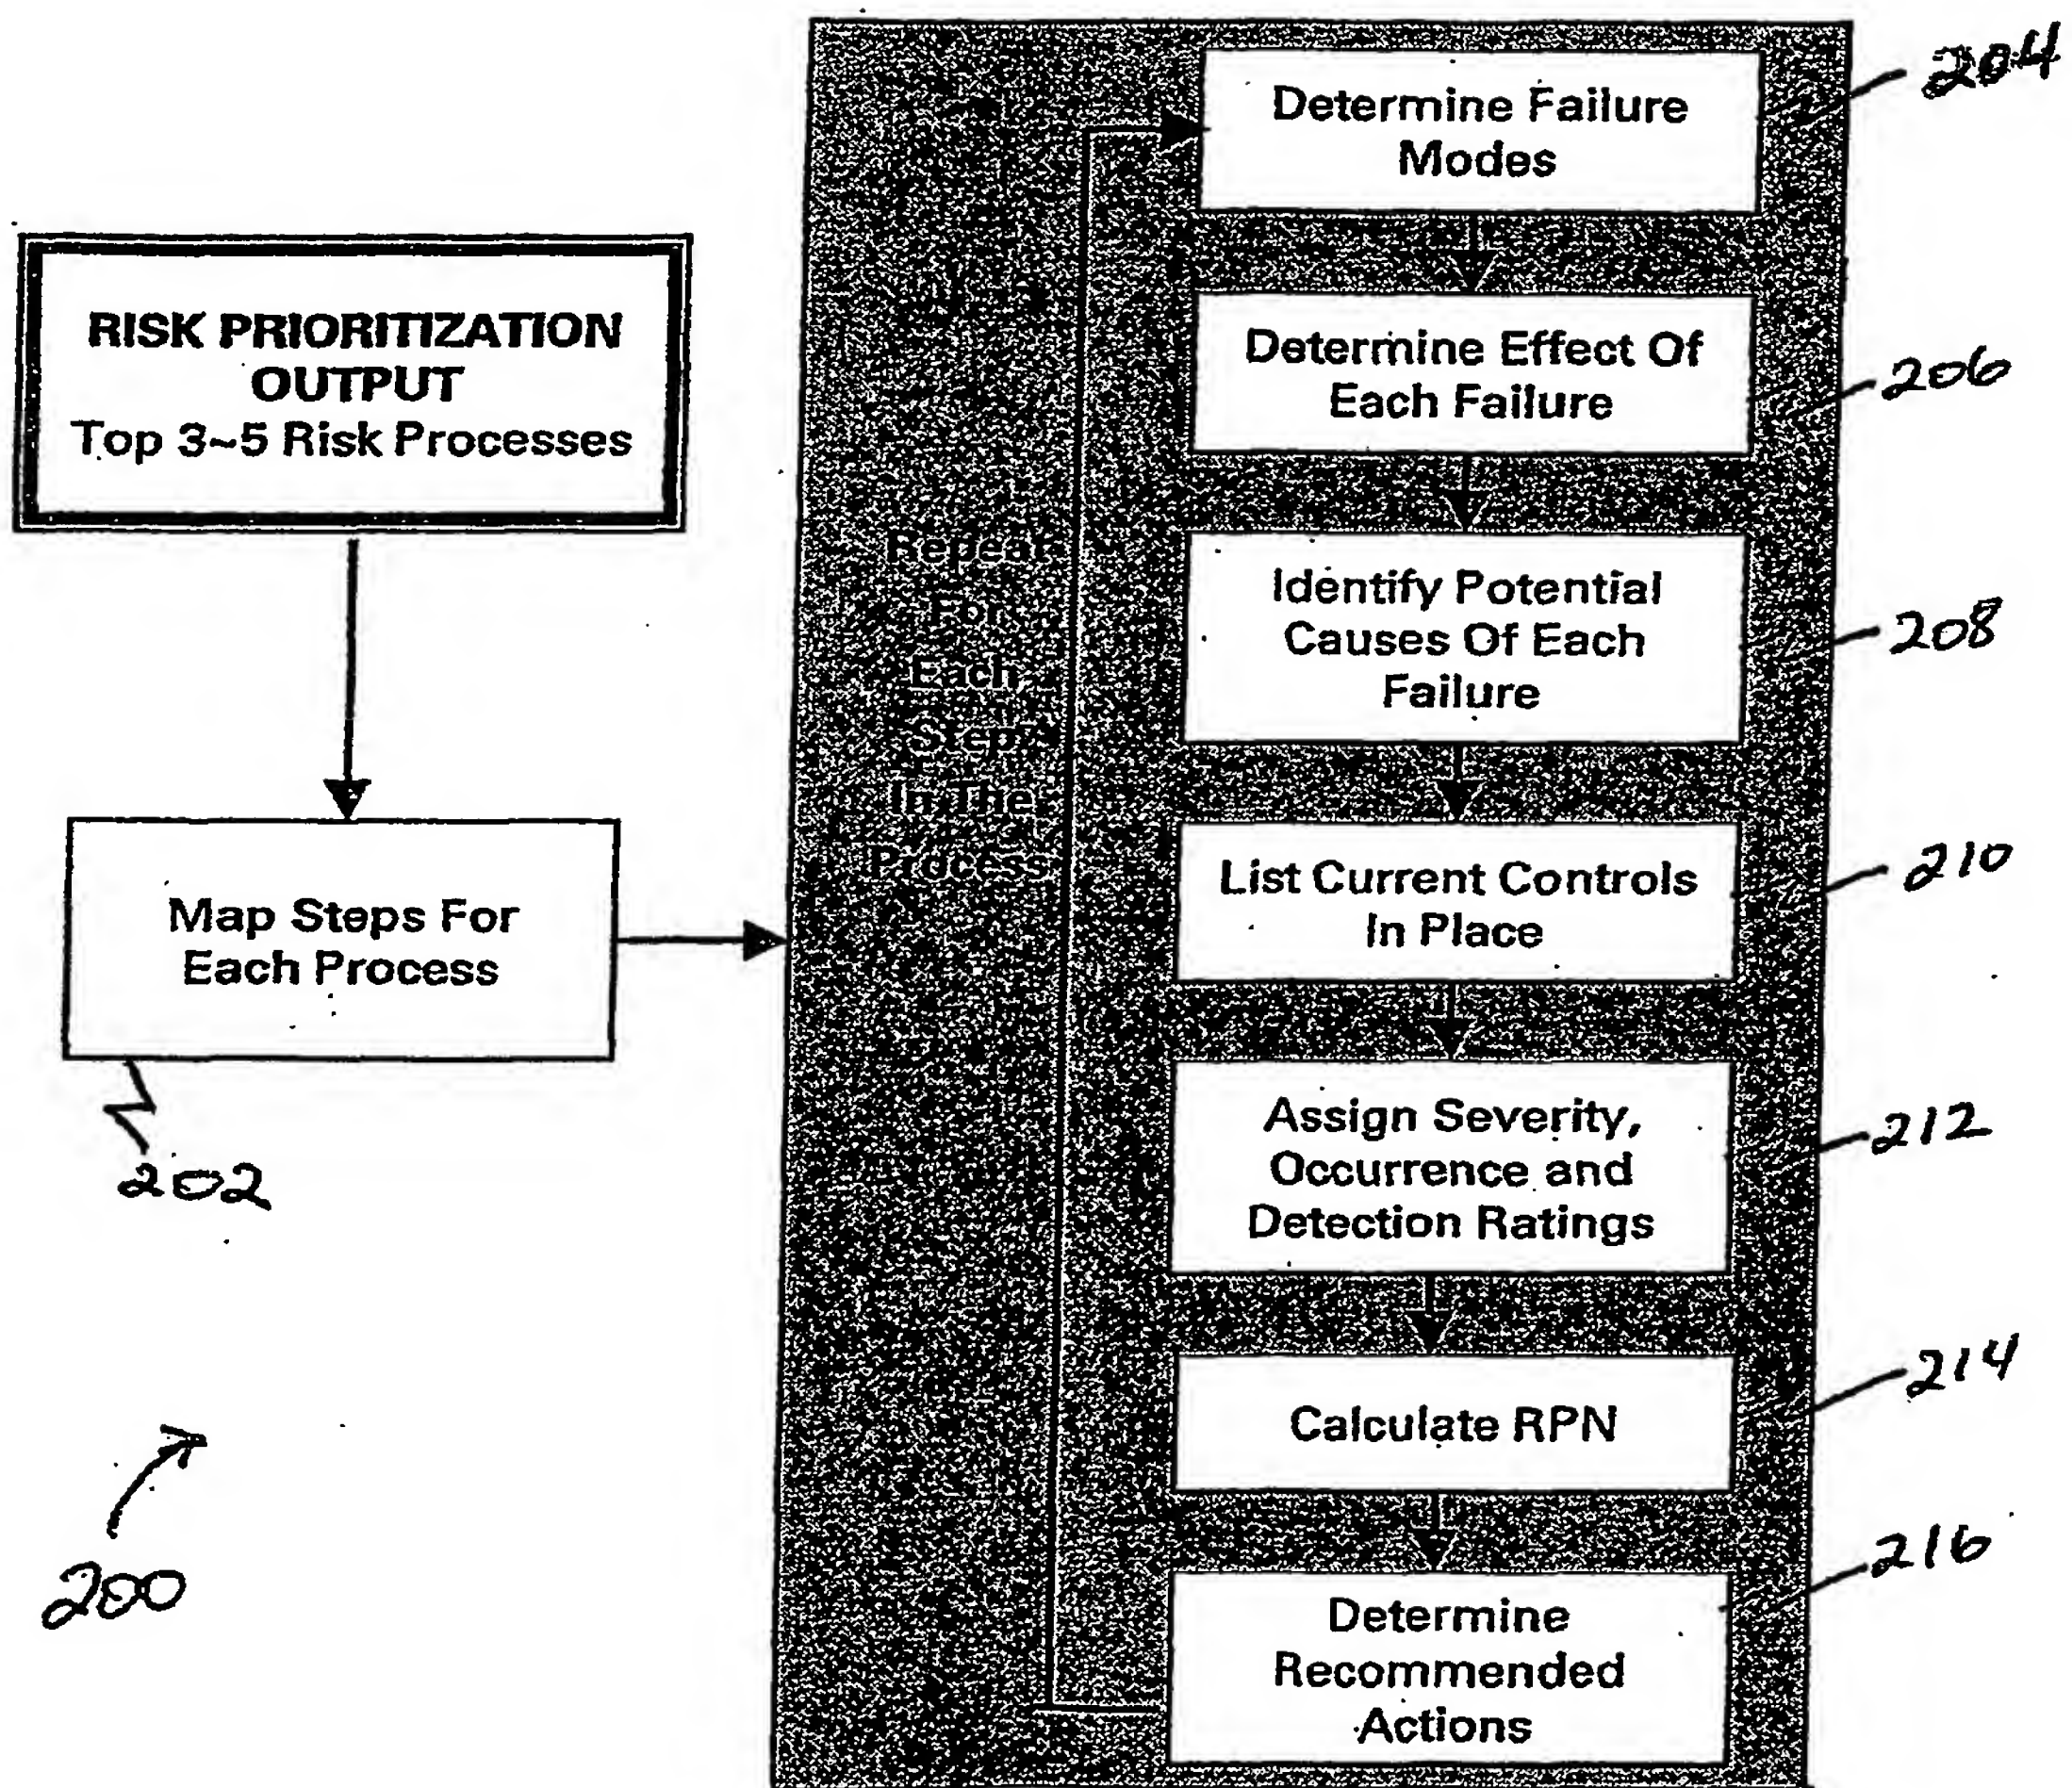 RISK PRIORITIZATION
OUTPUT
Top 3~5 Risk Processes
Map Steps For
Each Process
202
200
Repeat
For
Each
Step
In The
Process
Determine Failure
Modes
204
Determine Effect Of
Each Failure
206
Identify Potential
Causes Of Each
Failure
208
List Current Controls
In Place
210
Assign Severity,
Occurrence and
Detection Ratings
212
Calculate RPN
214
Determine
Recommended
Actions
216